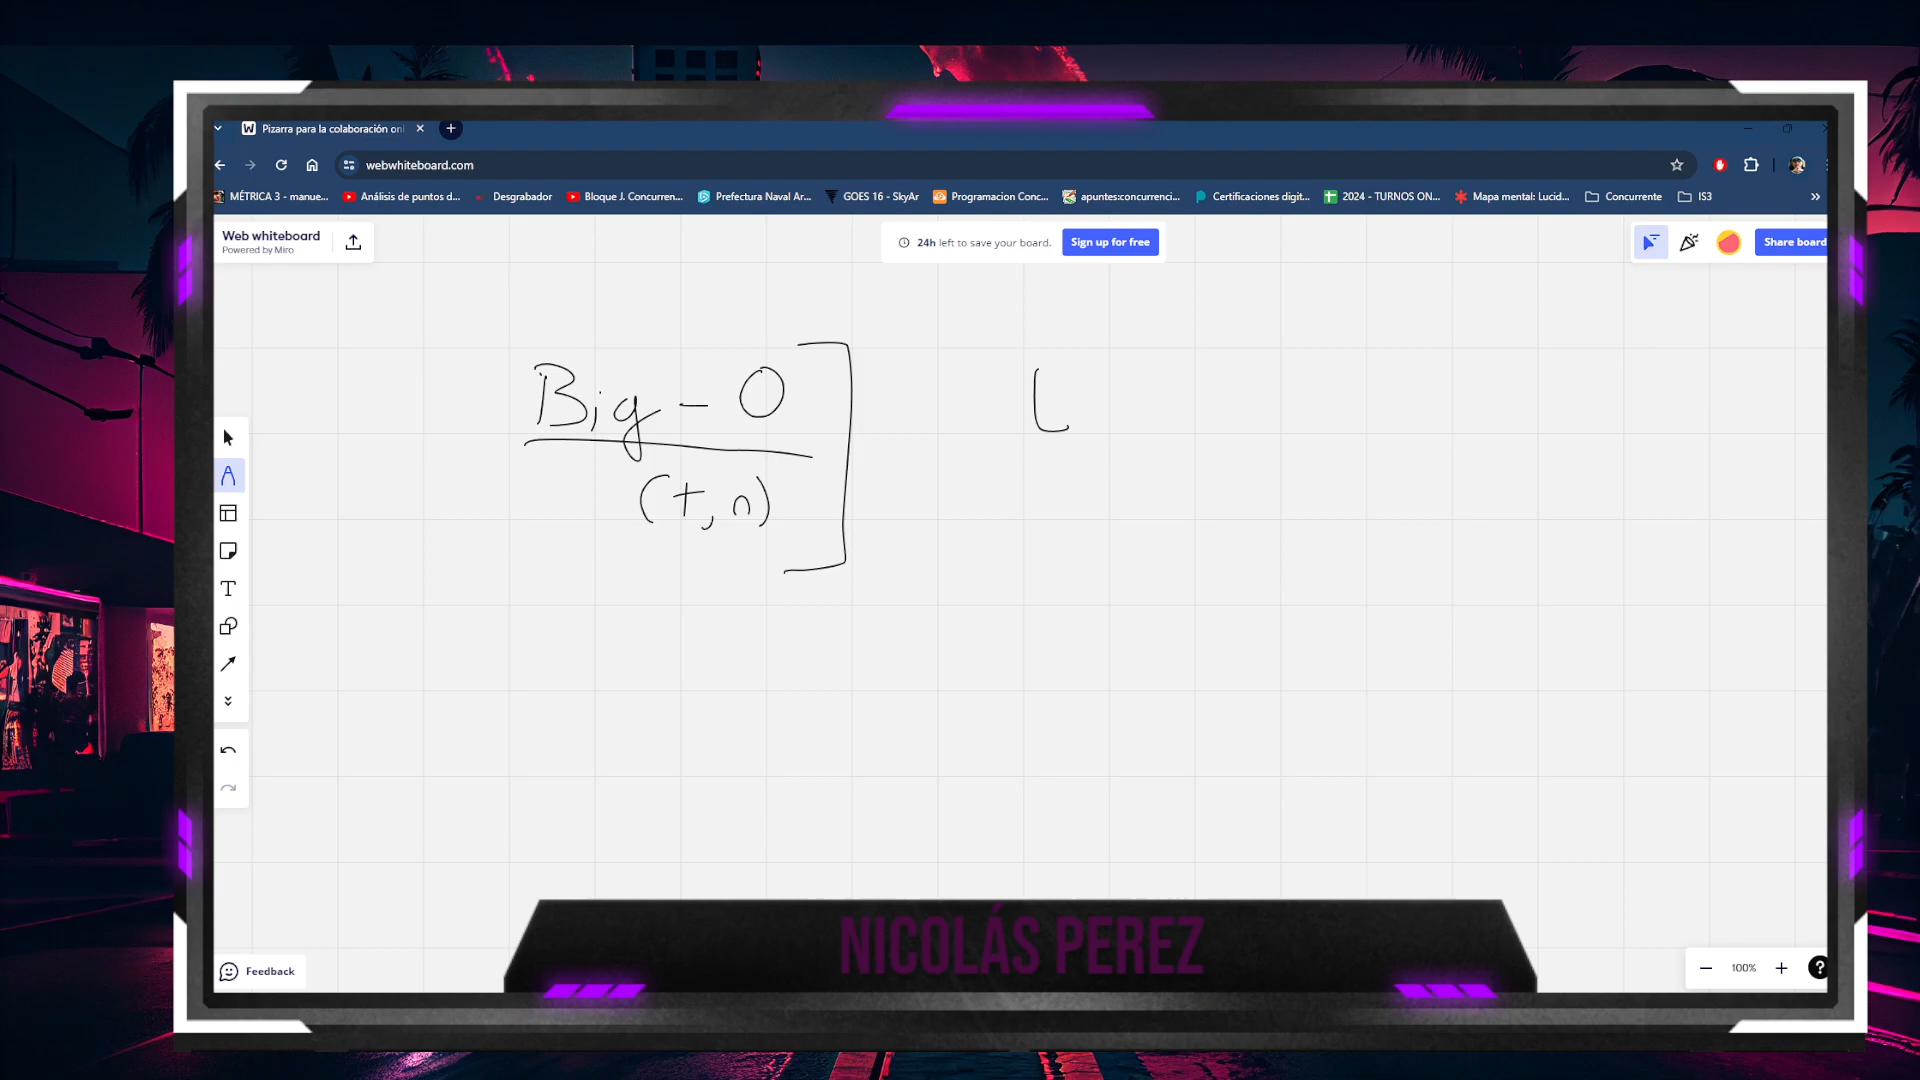 Pizarra para la colaboración onl
webwhiteboard.com
MÉTRICA 3 - manue...
Análisis de puntos d...
Desgrabador
Bloque J. Concurren...
Prefectura Naval Ar...
GOES 16 - SkyAr
Programacion Conc...
apuntes:concurrenci...
Certificaciones digit...
2024 - TURNOS ON...
Mapa mental: Lucid...
Concurrente
IS3
Web whiteboard
Powered by Miro
24h left to save your board.
Sign up for free
Share board
Big - O
(t, n)
L
NICOLÁS PEREZ
Feedback
100%